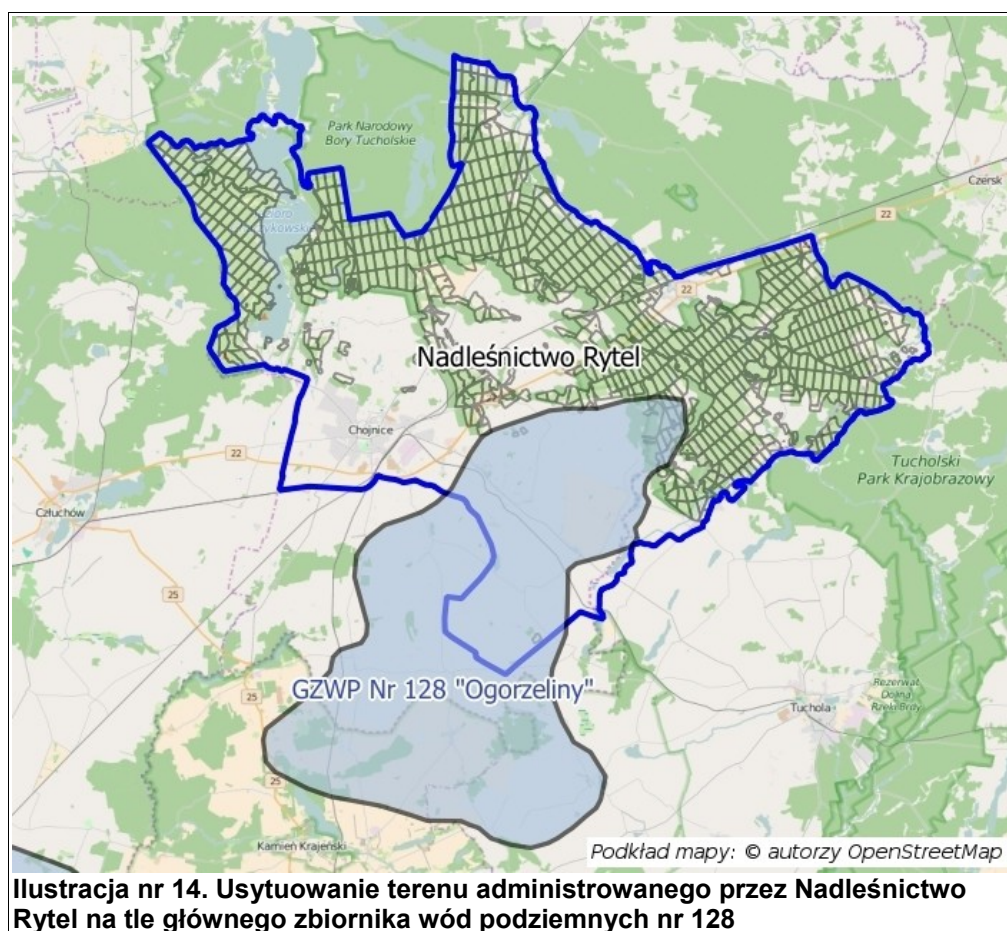 Park Narodowy
Bory Tucholskie
Czersk
22
22
Nadleśnictwo Rytel
Chojnice
22
Tucholski
Park Krajobrazowy
Człuchów
25
GZWP Nr 128 "Ogorzeliny"
25
Rezerwat
Dolina
Rzeki Brdy
Tuchola
25
Kamień Krajeński
Podkład mapy: © autorzy OpenStreetMap
Ilustracja nr 14. Usytuowanie terenu administrowanego przez Nadleśnictwo
Rytel na tle głównego zbiornika wód podziemnych nr 128